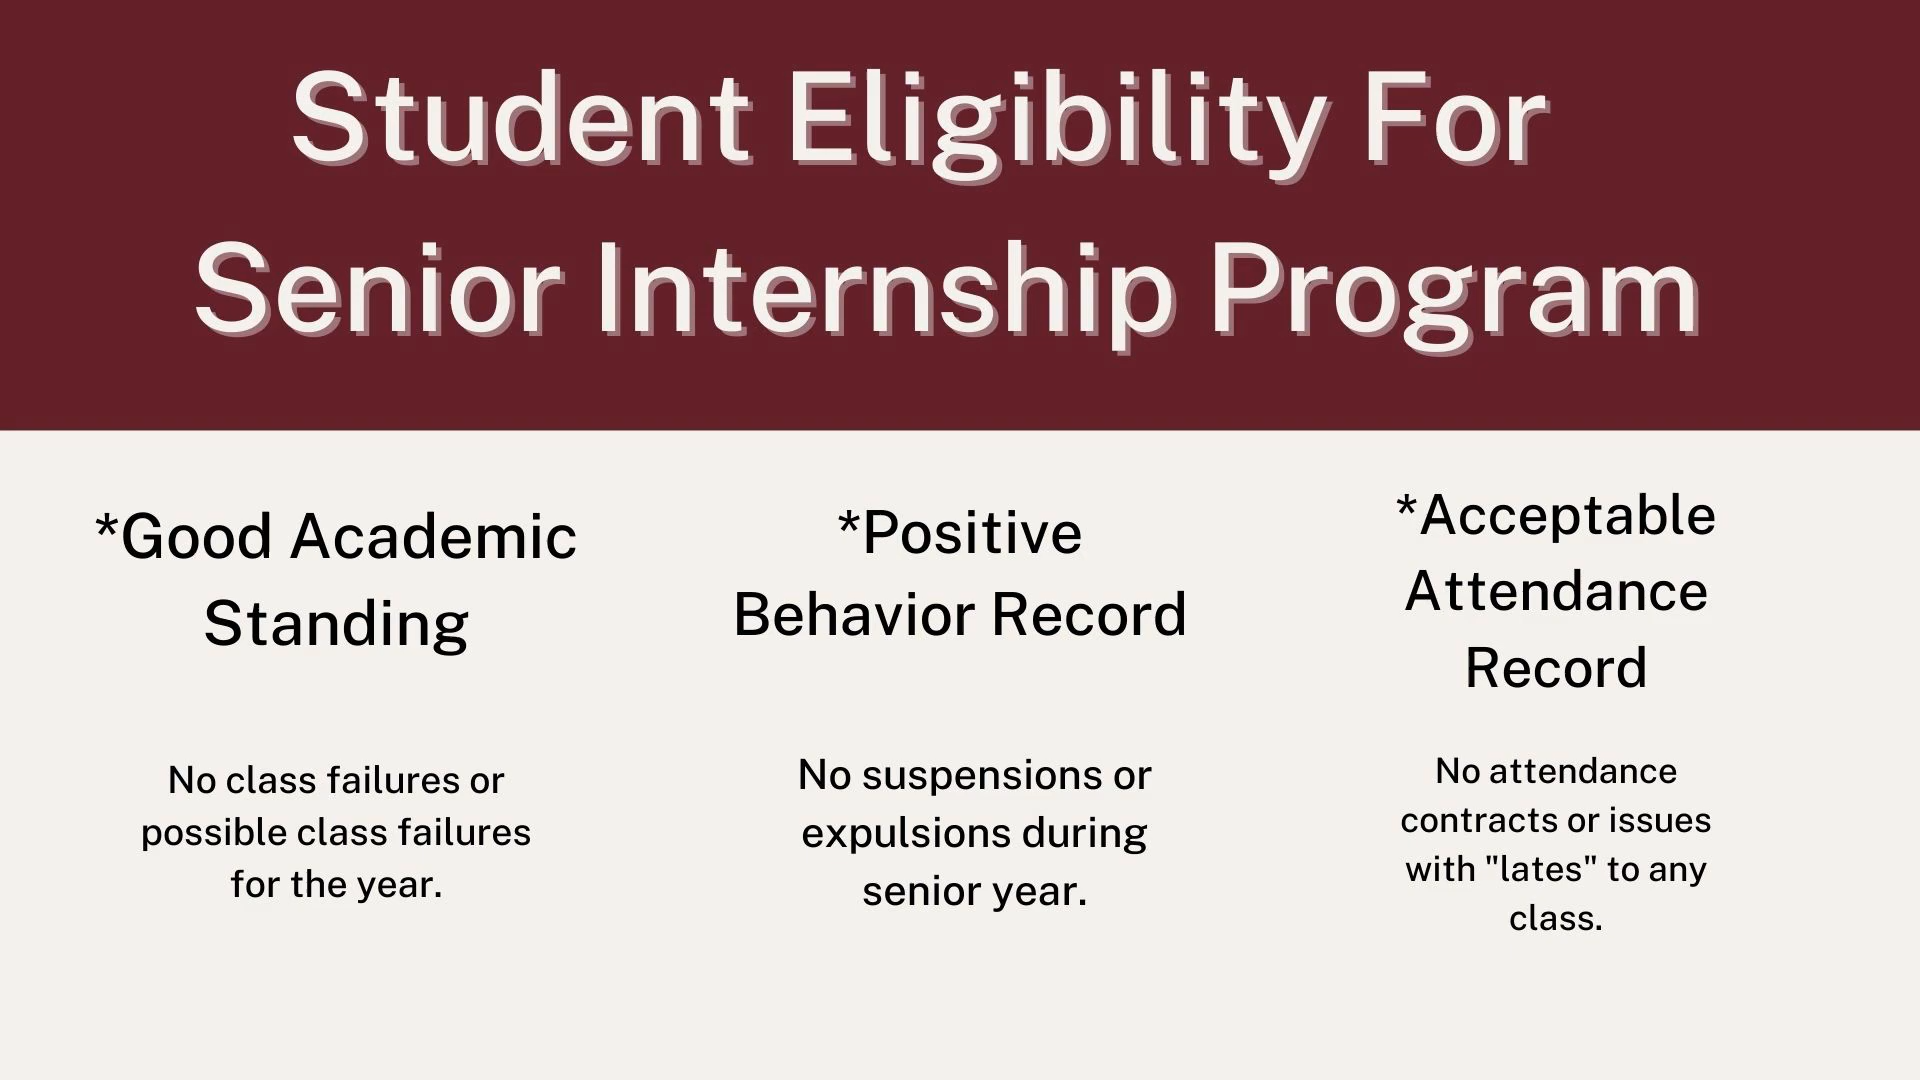 Student Eligibility For
Senior Internship Program
*Good Academic
Standing
No class failures or
possible class failures
for the year.
*Positive
Behavior Record
No suspensions or
expulsions during
senior year.
*Acceptable
Attendance
Record
No attendance
contracts or issues
with "lates" to any
class.